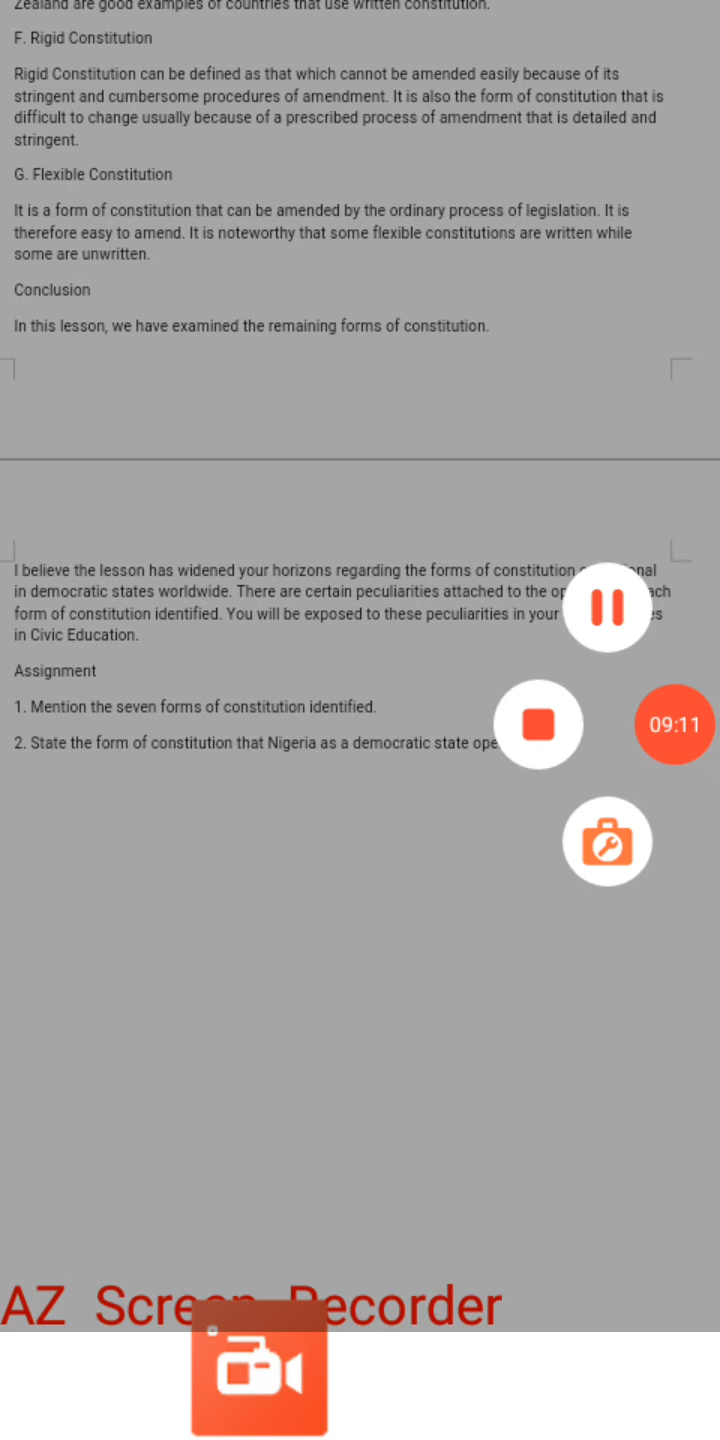 Zealand are good examples of countries that use written constitution.
F. Rigid Constitution
Rigid Constitution can be defined as that which cannot be amended easily because of its
stringent and cumbersome procedures of amendment. It is also the form of constitution that is
difficult to change usually because of a prescribed process of amendment that is detailed and
stringent.
G. Flexible Constitution
It is a form of constitution that can be amended by the ordinary process of legislation. It is
therefore easy to amend. It is noteworthy that some flexible constitutions are written while
some are unwritten.
Conclusion
In this lesson, we have examined the remaining forms of constitution.
I believe the lesson has widened your horizons regarding the forms of constitution
in democratic states worldwide. There are certain peculiarities attached to the
form of constitution identified. You will be exposed to these peculiarities in your
in Civic Education.
Assignment
1. Mention the seven forms of constitution identified.
2. State the form of constitution that Nigeria as a democratic state
09:11
AZ Screen Recorder